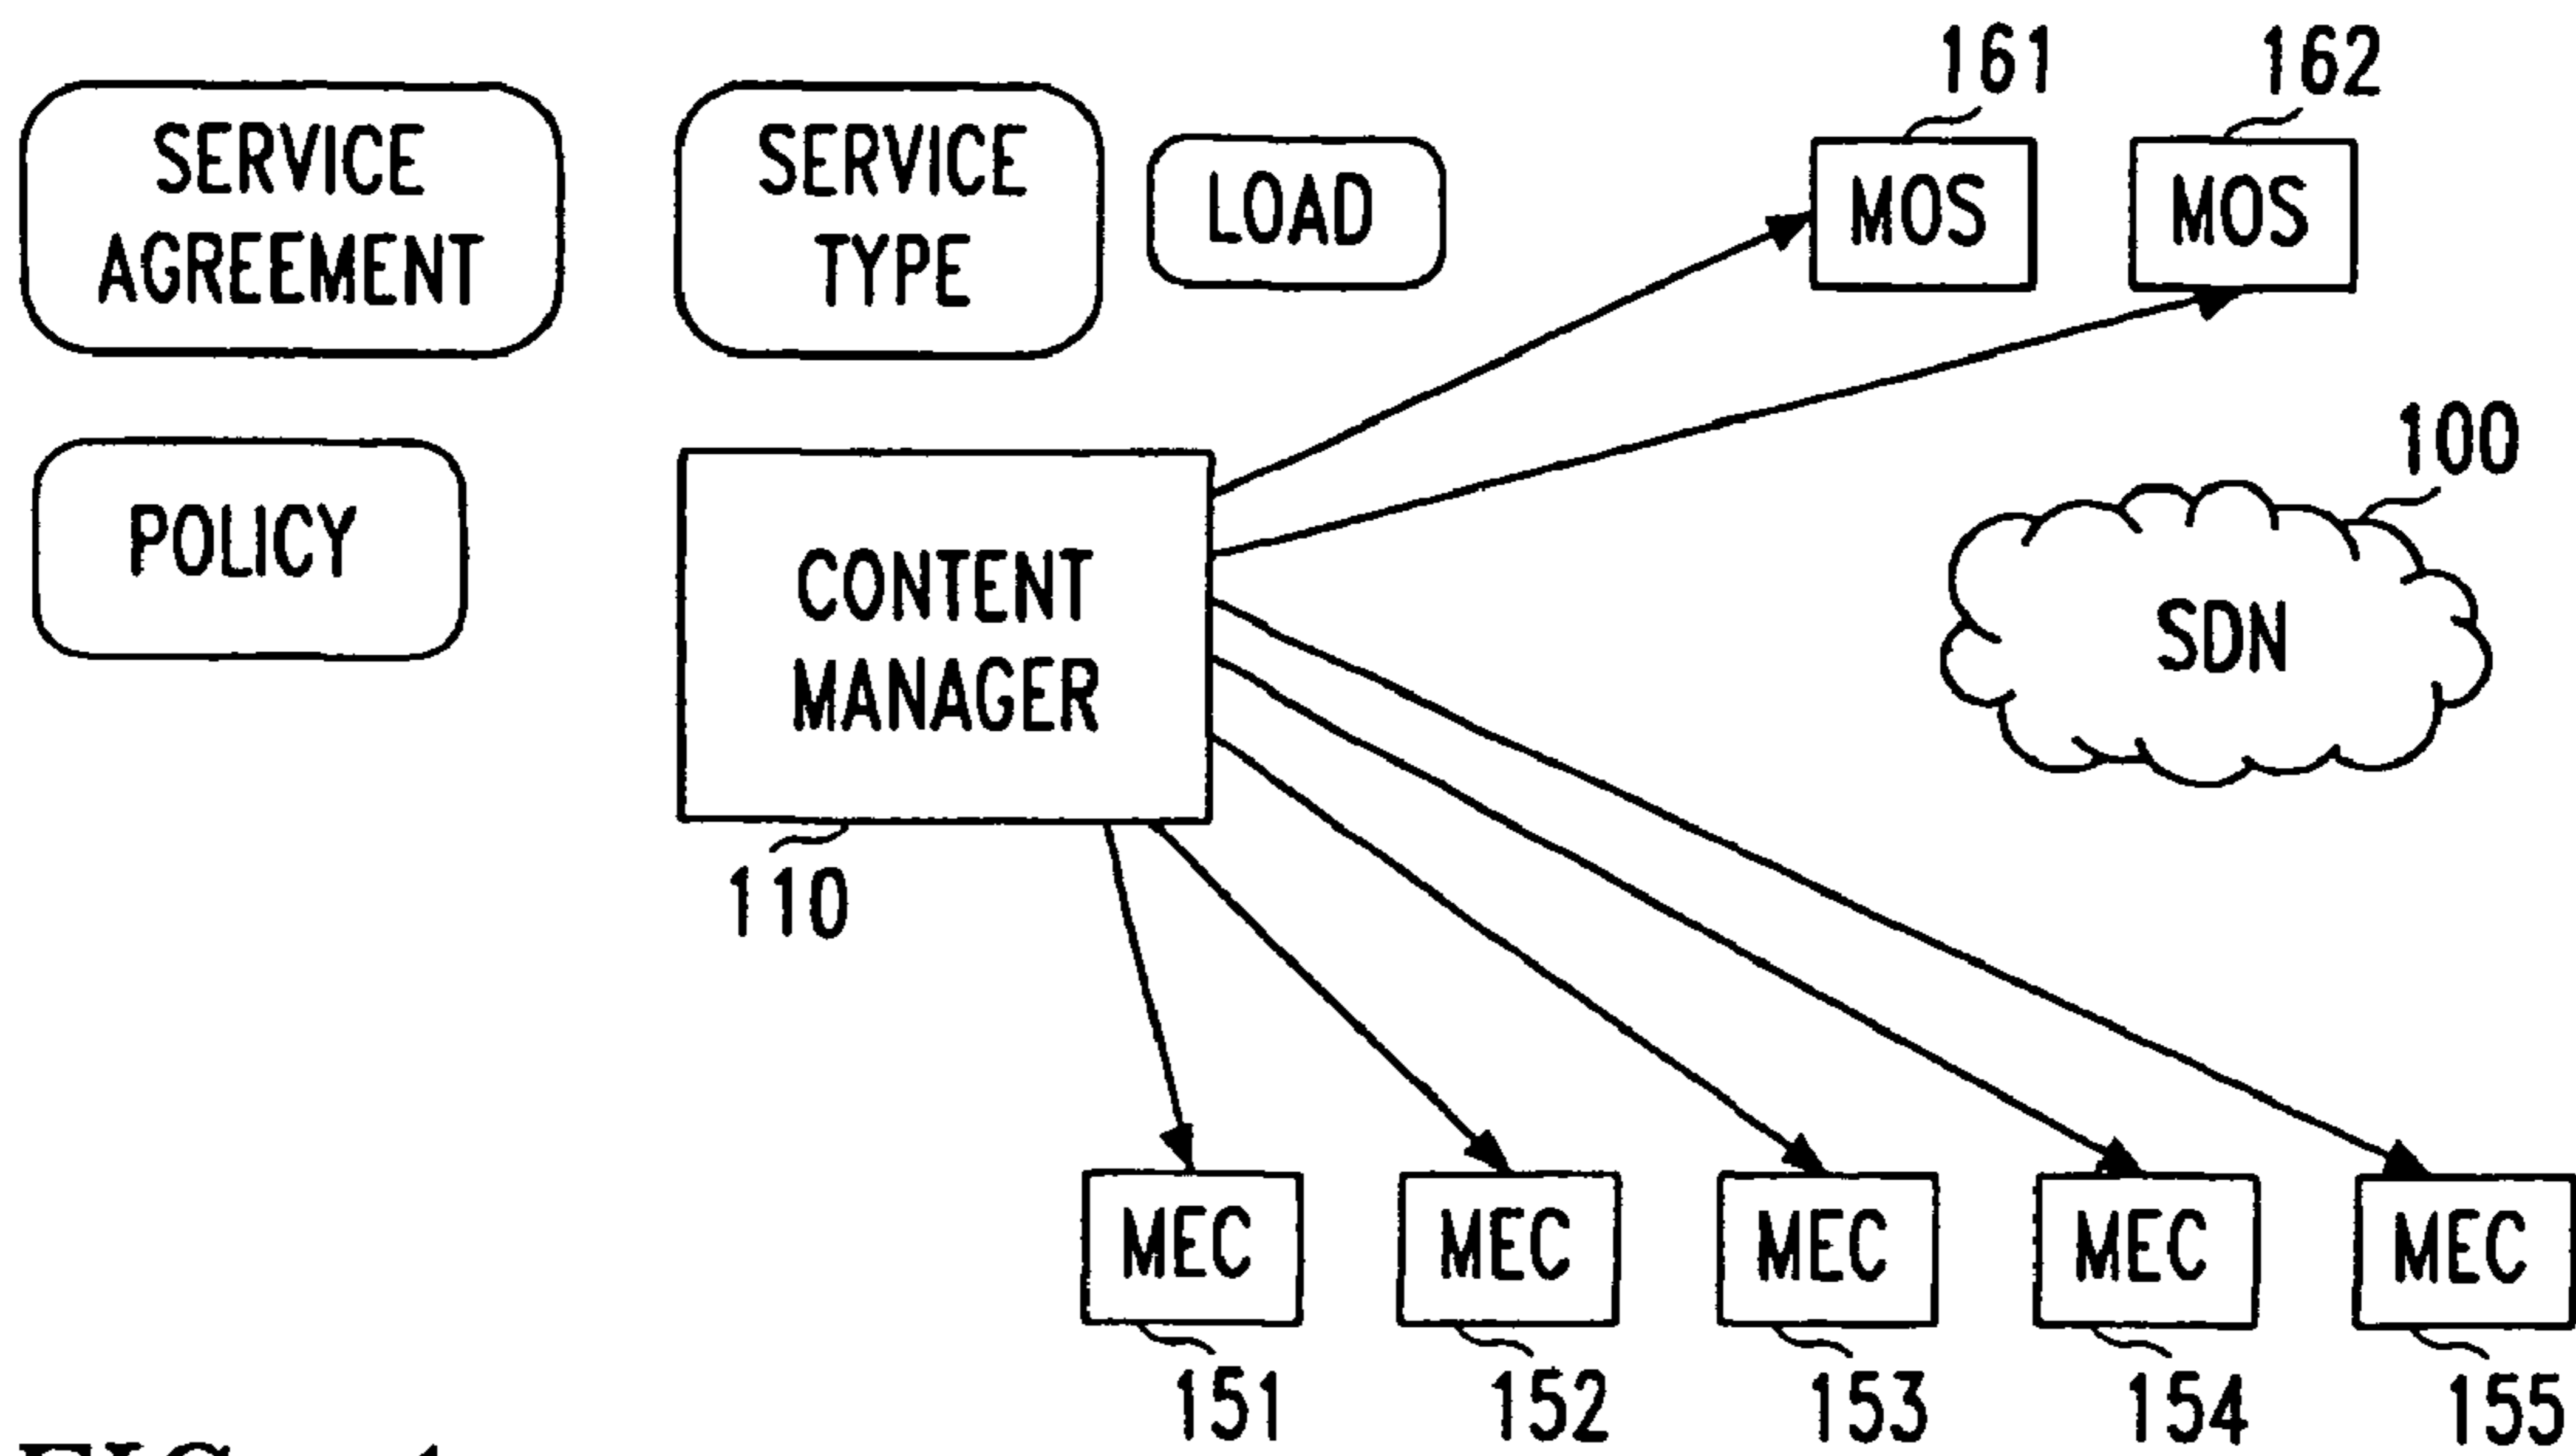 161
162
SERVICE
AGREEMENT
SERVICE
TYPE
LOAD
MOS
MOS
100
POLICY
CONTENT
MANAGER
SDN
110
MEC
MEC
MEC
MEC
MEC
151
152
153
154
155